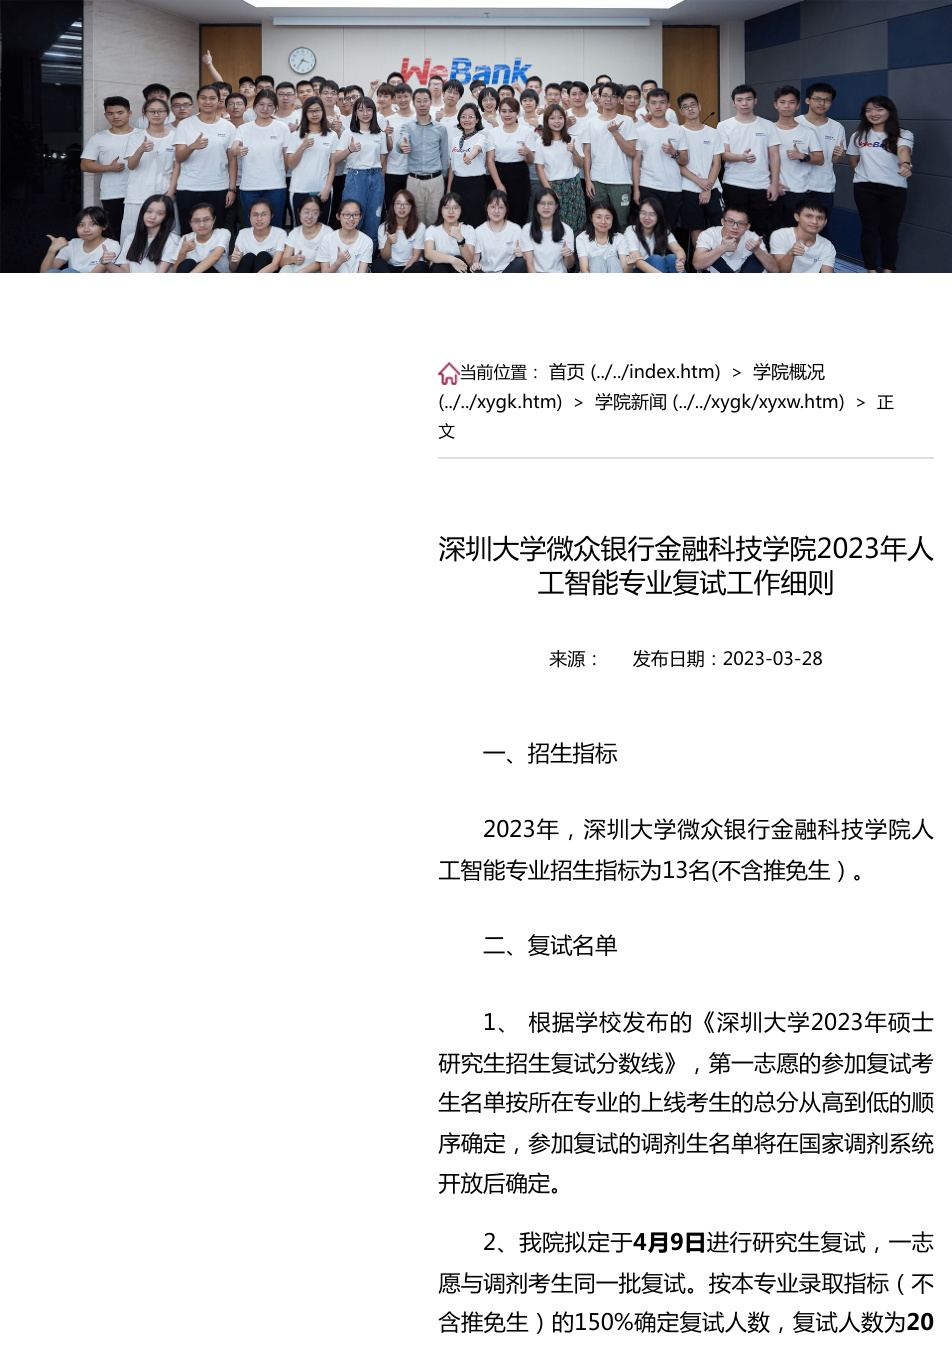 WeBank
WeBank
当前位置： 首页 (../../index.htm) > 学院概况
(../../xygk.htm) > 学院新闻 (../../xygk/xyxw.htm) > 正
文
深圳大学微众银行金融科技学院2023年人
工智能专业复试工作细则
来源： 发布日期：2023-03-28
一、招生指标
2023年，深圳大学微众银行金融科技学院人
工智能专业招生指标为13名(不含推免生）。
二、复试名单
1、 根据学校发布的《深圳大学2023年硕士
研究生招生复试分数线》，第一志愿的参加复试考
生名单按所在专业的上线考生的总分从高到低的顺
序确定，参加复试的调剂生名单将在国家调剂系统
开放后确定。
2、我院拟定于4月9日进行研究生复试，一志
愿与调剂考生同一批复试。按本专业录取指标（不
含推免生）的150%确定复试人数，复试人数为20